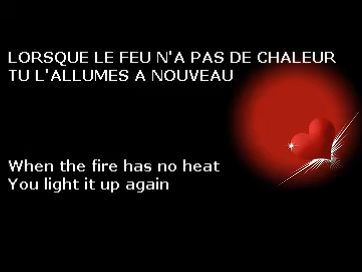 LORSQUE LE FEU N'A PAS DE CHALEUR
TU L'ALLUMES A NOUVEAU
When the fire has no heat
You light it up again